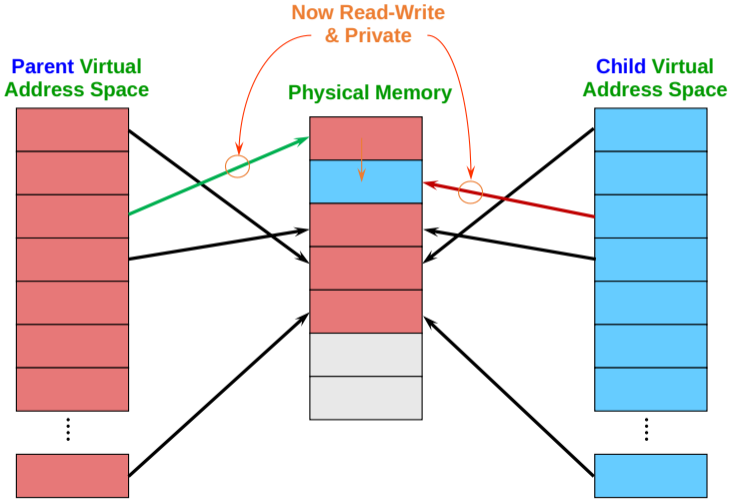 Now Read-Write
& Private
Parent Virtual
Address Space
Physical Memory
Child Virtual
Address Space